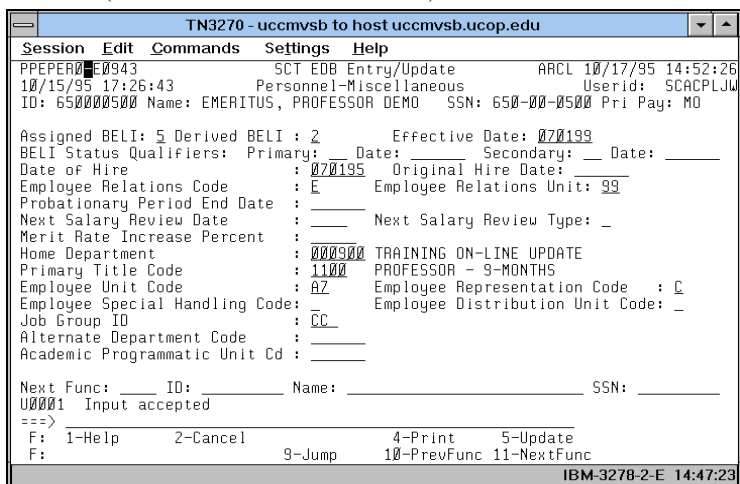 TN3270 - uccmvsb to host uccmvsb.ucop.edu
Session Edit Commands Settings Help
PPEPER0-E0943 SCT EDB Entry/Update ARCL 10/17/95 14:52:26
10/15/95 17:26:43 Personnel-Miscellaneous Userid: SCACPLJW
ID: 650000500 Name: EMERITUS, PROFESSOR DEMO SSN: 650-00-0500 Pri Pay: MO
Assigned BELI: 5 Derived BELI : 2 Effective Date: 070199
BELI Status Qualifiers: Primary: __ Date: ______ Secondary: __ Date: ______
Date of Hire : 070195 Original Hire Date: ______
Employee Relations Code : E Employee Relations Unit: 99
Probationary Period End Date : ______
Next Salary Review Date : ____ Next Salary Review Type: _
Merit Rate Increase Percent : _____
Home Department : 000900 TRAINING ON-LINE UPDATE
Primary Title Code : 1100 PROFESSOR - 9-MONTHS
Employee Unit Code : A7 Employee Representation Code : C
Employee Special Handling Code: _ Employee Distribution Unit Code: _
Job Group ID : CC_
Alternate Department Code : ______
Academic Programmatic Unit Cd : ______
Next Func: ____ ID: _________ Name: __________________________ SSN: _________
U0001 Input accepted
===>
F: 1-Help 2-Cancel 4-Print 5-Update
F: 9-Jump 10-PrevFunc 11-NextFunc
IBM-3278-2-E 14:47:23